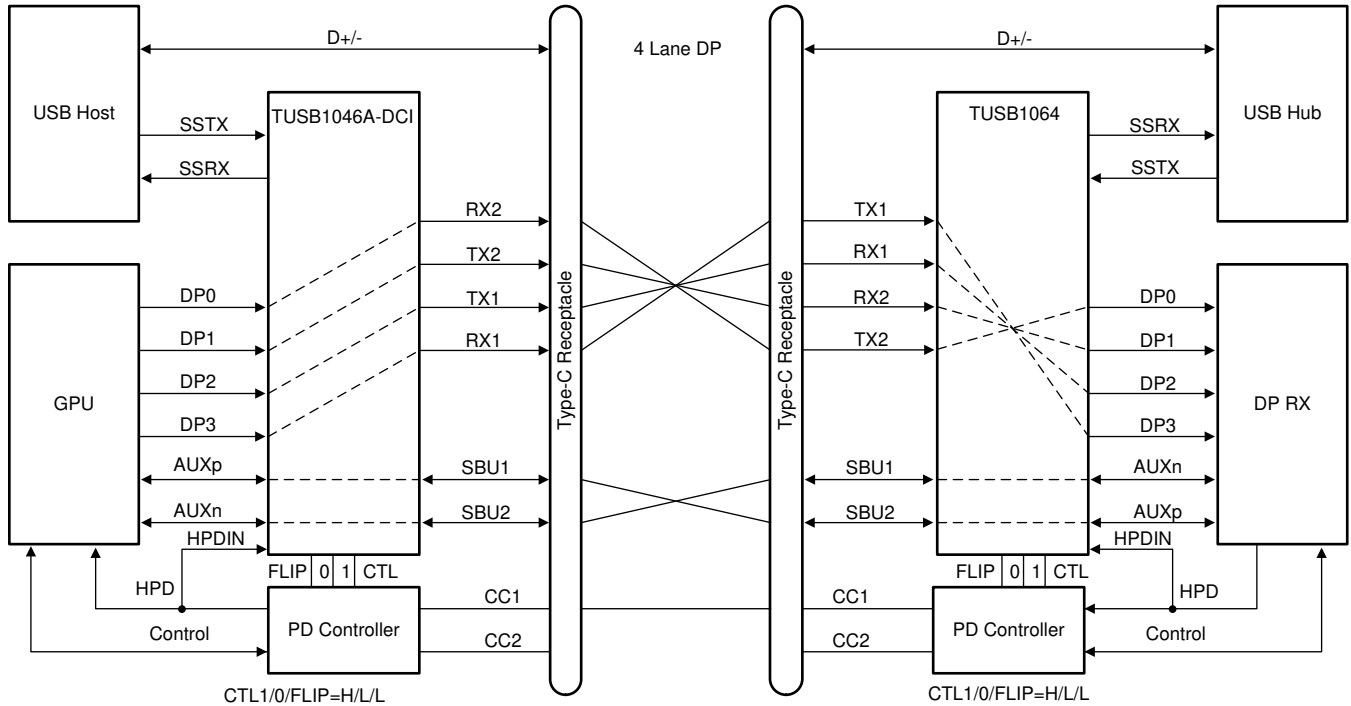 D+/-
4 Lane DP
D+/-
USB Host
TUSB1046A-DCI
TUSB1064
USB Hub
SSTX
SSRX
SSRX
SSTX
RX2
TX2
TX1
RX1
TX1
RX1
RX2
TX2
Type-C Receptacle
Type-C Receptacle
GPU
DP0
DP1
DP2
DP3
AUXp
AUXn
HPDIN
SBU1
SBU2
SBU1
SBU2
DP0
DP1
DP2
DP3
AUXn
AUXp
HPDIN
DP RX
FLIP 0 1 CTL
FLIP 0 1 CTL
HPD
Control
PD Controller
CC1
CC2
CC1
CC2
PD Controller
HPD
Control
CTL1/0/FLIP=H/L/L
CTL1/0/FLIP=H/L/L